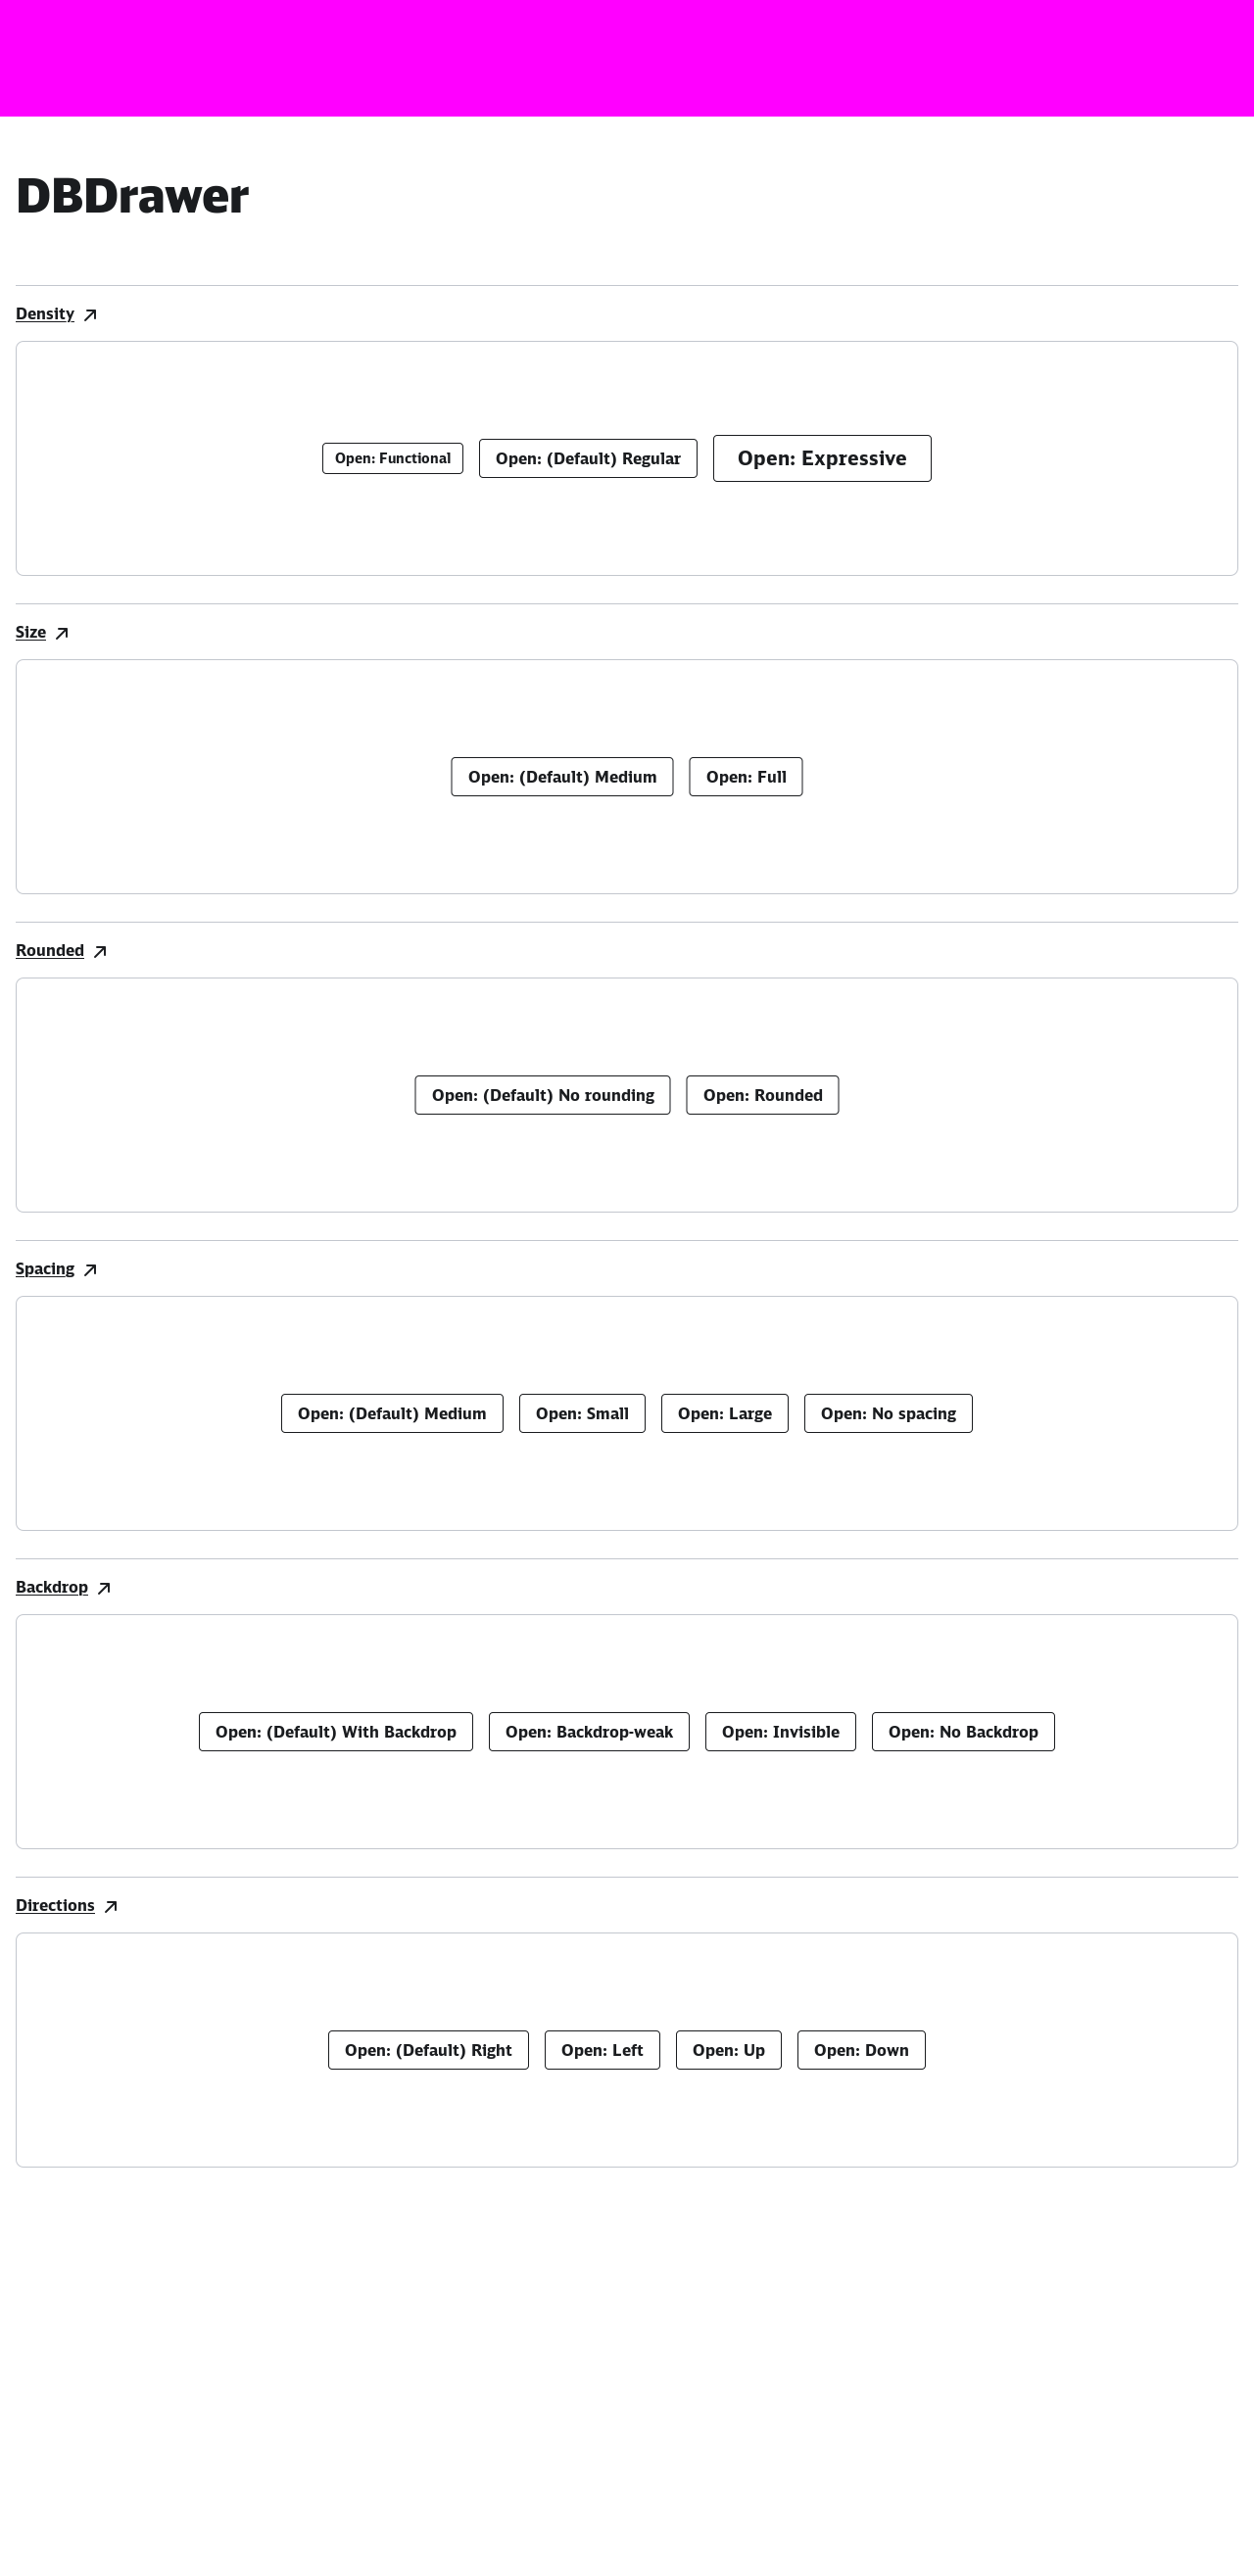 DBDrawer
Density
Open: Functional Open: (Default) Regular Open: Expressive
Size
Open: (Default) Medium Open: Full
Rounded
Open: (Default) No rounding Open: Rounded
Spacing
Open: (Default) Medium Open: Small Open: Large Open: No spacing
Backdrop
Open: (Default) With Backdrop Open: Backdrop-weak Open: Invisible Open: No Backdrop
Directions
Open: (Default) Right Open: Left Open: Up Open: Down